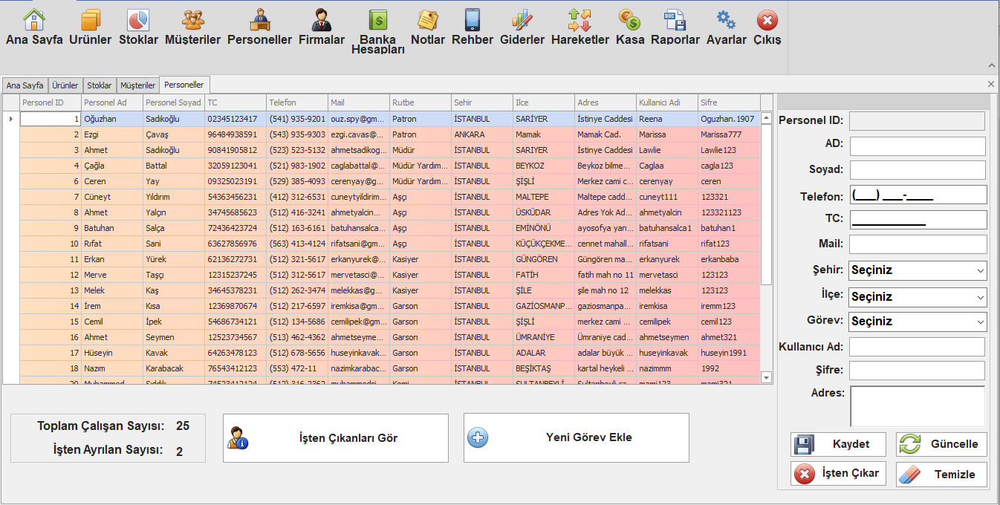 Ana Sayfa Urünler Stoklar Müşteriler Personeller Firmalar Banka Hesapları Notlar Rehber Giderler Hareketler Kasa Raporlar Ayarlar Çıkış
Ana Sayfa Ürünler Stoklar Müşteriler Personeller
Personel ID Personel Ad Personel Soyad TC Telefon Mail Rutbe Sehir Ilce Adres Kullanici Adi Sifre
1 Oğuzhan Sadıkoğlu 02345123417 (541) 935-9201 ouz.spy@gm... Patron İSTANBUL SARİYER İstinye Caddesi Reena Oguzhan.1907
2 Ezgi Çavaş 96484938591 (543) 935-9303 ezgi.cavas@... Patron ANKARA Mamak Mamak Cad. Marissa Marissa777
3 Ahmet Sadıkoğlu 90841905812 (523) 523-5132 ahmetsadikog... Müdür İSTANBUL SARIYER İstinye Caddesi Lawlie Lawlie123
4 Çağla Battal 32059123041 (521) 983-1902 caglabattal@... Müdür Yardım... İSTANBUL BEYKOZ Beykoz bilme... Caglaa cagla123
6 Ceren Yay 09325023191 (529) 385-4093 cerenyay@g... Müdür Yardım... İSTANBUL ŞİŞLİ Merkez cami c... cerenyay ceren
7 Cüneyt Yıldırım 54363456231 (412) 312-6531 cuneytyildirim... Aşçı İSTANBUL MALTEPE Maltepe cadd... cuneyt111 123321
8 Ahmet Yalçın 34745685623 (512) 416-3241 ahmetyalcin... Aşçı İSTANBUL ÜSKÜDAR Adres Yok Ad... ahmetyalcin 123321123
9 Batuhan Salça 72436423724 (512) 163-6161 batuhansalca... Aşçı İSTANBUL EMİNÖNÜ ayosofya yan... batuhansalca1 batuhan1
10 Rıfat Sani 63627856976 (563) 413-4124 rifatsani@gm... Aşçı İSTANBUL KÜÇÜKÇEKME... cennet mahall... rifatsani rifat123
11 Erkan Yürek 62136272731 (512) 321-5617 erkanyurek@... Kasiyer İSTANBUL GÜNGÖREN Güngören ma... erkanyurek erkanbaba
12 Merve Taşçı 12315237245 (512) 312-5617 mervetasci@... Kasiyer İSTANBUL FATİH fatih mah no 11 mervetasci 123123
13 Melek Kaş 34645378231 (512) 262-3474 melekkas@g... Kasiyer İSTANBUL ŞİLE şile mah no 12 melekkas 123123
14 İrem Kısa 12369870674 (512) 217-6597 iremkisa@gm... Garson İSTANBUL GAZİOSMANP... gaziosmanpa... iremkisa iremm123
15 Cemil İpek 54686734121 (512) 134-5686 cemilipek@gm... Garson İSTANBUL ŞİŞLİ merkez cami ... cemilipek cemil123
16 Ahmet Seymen 12523734567 (513) 462-4362 ahmetseyme... Garson İSTANBUL ÜMRANİYE Ümraniye cad... ahmetseymen ahmet321
17 Hüseyin Kavak 64263478123 (512) 678-5656 huseyinkavak... Garson İSTANBUL ADALAR adalar büyük ... huseyinkavak huseyin1991
18 Nazım Karabacak 76543412123 (553) 472-11 nazimkarabac... Garson İSTANBUL BEŞİKTAŞ kartal heykeli ... nazimmm 1992
20 Muhammed Sıddık 74523412124 (512) 316-2362 muhammedsi... Komi İSTANBUL SULTANBEYLİ Sultanbeyli ca... mami123 mami321
Personel ID:
AD:
Soyad:
Telefon: (___) ___-____
TC: ___________
Mail:
Şehir: Seçiniz
İlçe: Seçiniz
Görev: Seçiniz
Kullanıcı Ad:
Şifre:
Adres:
Kaydet Güncelle
İşten Çıkar Temizle
Toplam Çalışan Sayısı: 25
İşten Ayrılan Sayısı: 2
İşten Çıkanları Gör
Yeni Görev Ekle